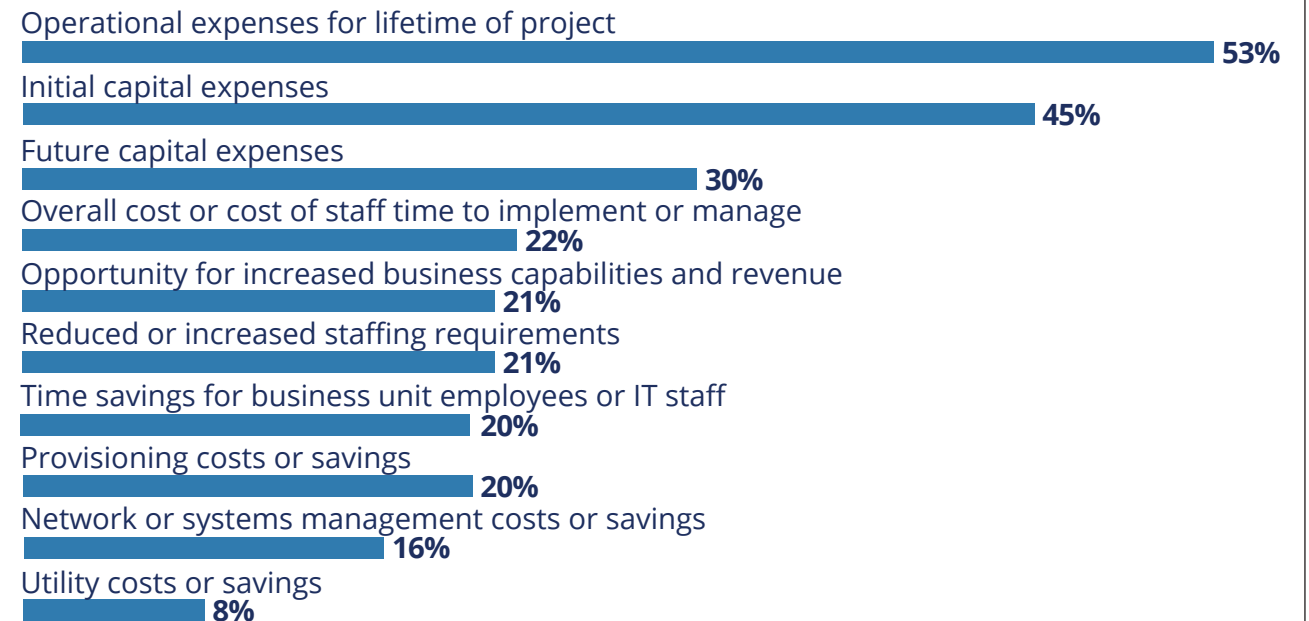 Operational expenses for lifetime of project
53%
Initial capital expenses
45%
Future capital expenses
30%
Overall cost or cost of staff time to implement or manage
22%
Opportunity for increased business capabilities and revenue
21%
Reduced or increased staffing requirements
21%
Time savings for business unit employees or IT staff
20%
Provisioning costs or savings
20%
Network or systems management costs or savings
16%
Utility costs or savings
8%